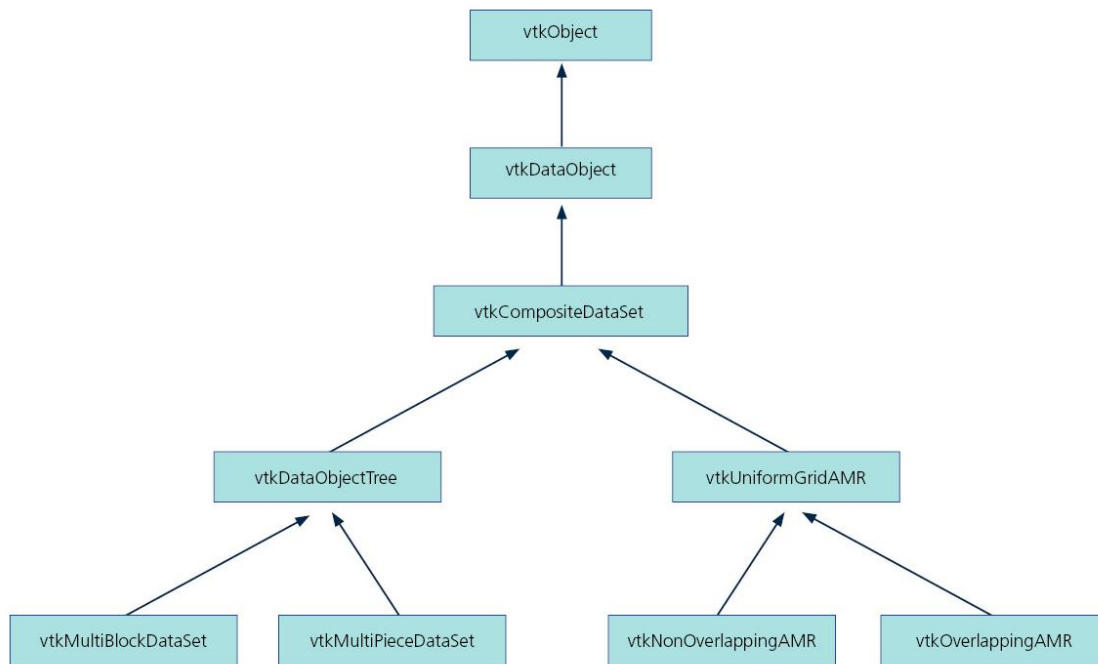 vtkObject
vtkDataObject
vtkCompositeDataSet
vtkDataObjectTree
vtkUniformGridAMR
vtkMultiBlockDataSet
vtkMultiPieceDataSet
vtkNonOverlappingAMR
vtkOverlappingAMR